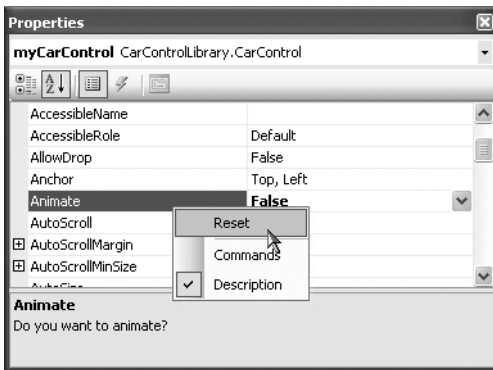 Properties
myCarControl CarControlLibrary.CarControl
AccessibleName
AccessibleRole Default
AllowDrop False
Anchor Top, Left
Animate False
AutoScroll
Reset
AutoScrollMargin
Commands
AutoScrollMinSize
Description
AutoSize
Animate
Do you want to animate?